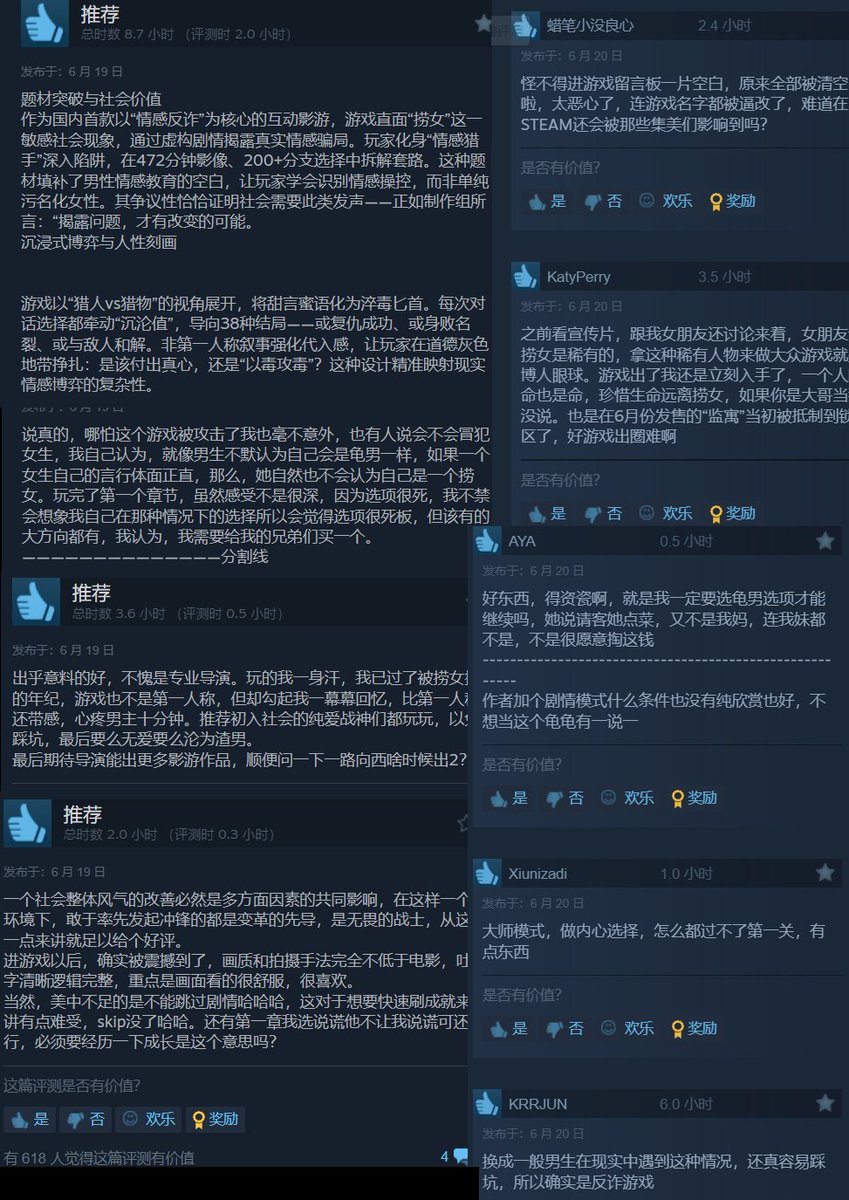 推荐
总时数 8.7 小时 （评测时 2.0 小时）
发布于：6 月 19 日
题材突破与社会价值
作为国内首款以“情感反诈”为核心的互动影游，游戏直面“捞女”这一
敏感社会现象，通过虚构剧情揭露真实情感骗局。玩家化身“情感猎
手”深入陷阱，在472分钟影像、200+分支选择中拆解套路。这种题
材填补了男性情感教育的空白，让玩家学会识别情感操控，而非单纯
污名化女性。其争议性恰恰证明社会需要此类发声——正如制作组所
言：“揭露问题，才有改变的可能。
沉浸式博弈与人性刻画
游戏以“猎人vs猎物”的视角展开，将甜言蜜语化为淬毒匕首。每次对
话选择都牵动“沉沦值”，导向38种结局——或复仇成功、或身败名
裂、或与敌人和解。非第一人称叙事强化代入感，让玩家在道德灰色
地带挣扎：是该付出真心，还是“以毒攻毒”？这种设计精准映射现实
情感博弈的复杂性。
发布于：6 月 19 日
说真的，哪怕这个游戏被攻击了我也毫不意外，也有人说会不会冒犯
女生，我自己认为，就像男生不默认为自己会是龟男一样，如果一个
女生自己的言行体面正直，那么，她自然也不会认为自己是一个捞
女。玩完了第一个章节，虽然感受不是很深，因为选项很死，我不禁
会想象我自己在那种情况下的选择所以会觉得选项很死板，但该有的
大方向都有，我认为，我需要给我的兄弟们买一个。
——————————————分割线
推荐
总时数 3.6 小时 （评测时 0.5 小时）
发布于：6 月 19 日
出乎意料的好，不愧是专业导演。玩的我一身汗，我已过了被捞女
的年纪，游戏也不是第一人称，但却勾起我一幕幕回忆，比第一人
还带感，心疼男主十分钟。推荐初入社会的纯爱战神们都玩玩，以
踩坑，最后要么无爱要么沦为渣男。
最后期待导演能出更多影游作品，顺便问一下一路向西啥时候出2？
推荐
总时数 2.0 小时 （评测时 0.3 小时）
发布于：6 月 19 日
一个社会整体风气的改善必然是多方面因素的共同影响，在这样一个
环境下，敢于率先发起冲锋的都是变革的先导，是无畏的战士，从这
一点来讲就足以给个好评。
进游戏以后，确实被震撼到了，画质和拍摄手法完全不低于电影，吐
字清晰逻辑完整，重点是画面看的很舒服，很喜欢。
当然，美中不足的是不能跳过剧情哈哈哈，这对于想要快速刷成就来
讲有点难受，skip没了哈哈。还有第一章我选说谎他不让我说谎可还
行，必须要经历一下成长是这个意思吗？
这篇评测是否有价值？
是 否 欢乐 奖励
有 618 人觉得这篇评测有价值
4
蜡笔小没良心 2.4 小时
发布于：6 月 20 日
怪不得进游戏留言板一片空白，原来全部被清空
啦，太恶心了，连游戏名字都被逼改了，难道在
STEAM还会被那些集美们影响到吗？
是否有价值？
是 否 欢乐 奖励
KatyPerry 3.5 小时
发布于：6 月 20 日
之前看宣传片，跟我女朋友还讨论来着，女朋友
捞女是稀有的，拿这种稀有人物来做大众游戏就
博人眼球。游戏出了我还是立刻入手了，一个人
命也是命，珍惜生命远离捞女，如果你是大哥当
没说。也是在6月份发售的“监寓”当初被抵制到锁
区了，好游戏出圈难啊
是否有价值？
是 否 欢乐 奖励
AYA 0.5 小时
发布于：6 月 20 日
好东西，得资瓷啊，就是我一定要选龟男选项才能
继续吗，她说请客她点菜，又不是我妈，连我妹都
不是，不是很愿意掏这钱
-----------------------------------------------------
-----
作者加个剧情模式什么条件也没有纯欣赏也好，不
想当这个龟龟有一说一
是否有价值？
是 否 欢乐 奖励
Xiunizadi 1.0 小时
发布于：6 月 20 日
大师模式，做内心选择，怎么都过不了第一关，有
点东西
是否有价值？
是 否 欢乐 奖励
KRRJUN 6.0 小时
发布于：6 月 20 日
换成一般男生在现实中遇到这种情况，还真容易踩
坑，所以确实是反诈游戏